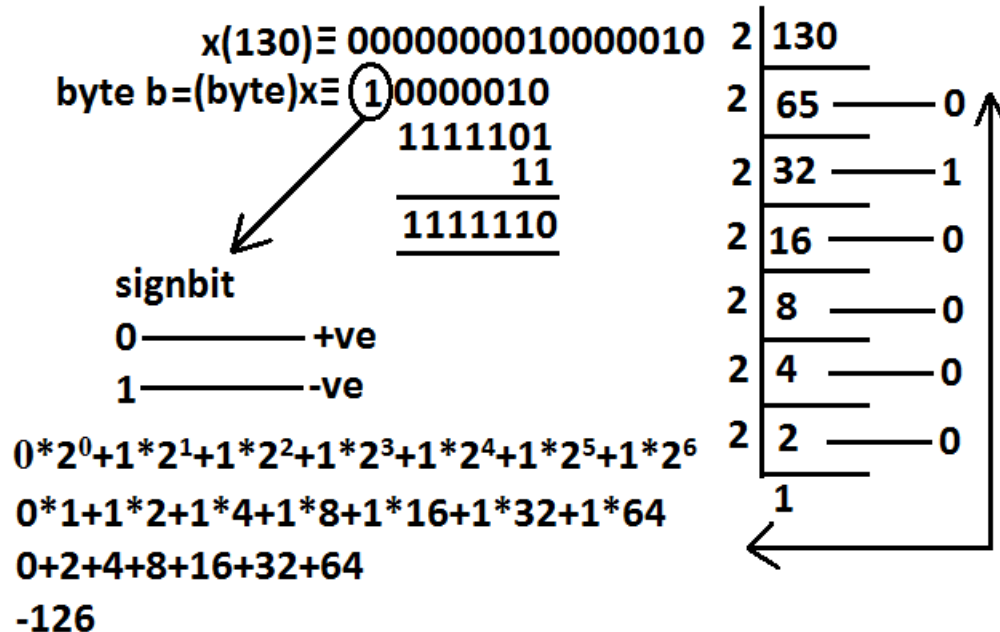 x(130)≡ 0000000010000010
byte b=(byte)x≡ 10000010
1111101
11
1111110
signbit
0 +ve
1 -ve
0*2⁰+1*2¹+1*2²+1*2³+1*2⁴+1*2⁵+1*2⁶
0*1+1*2+1*4+1*8+1*16+1*32+1*64
0+2+4+8+16+32+64
-126
2 130
2 65 0
2 32 1
2 16 0
2 8 0
2 4 0
2 2 0
1